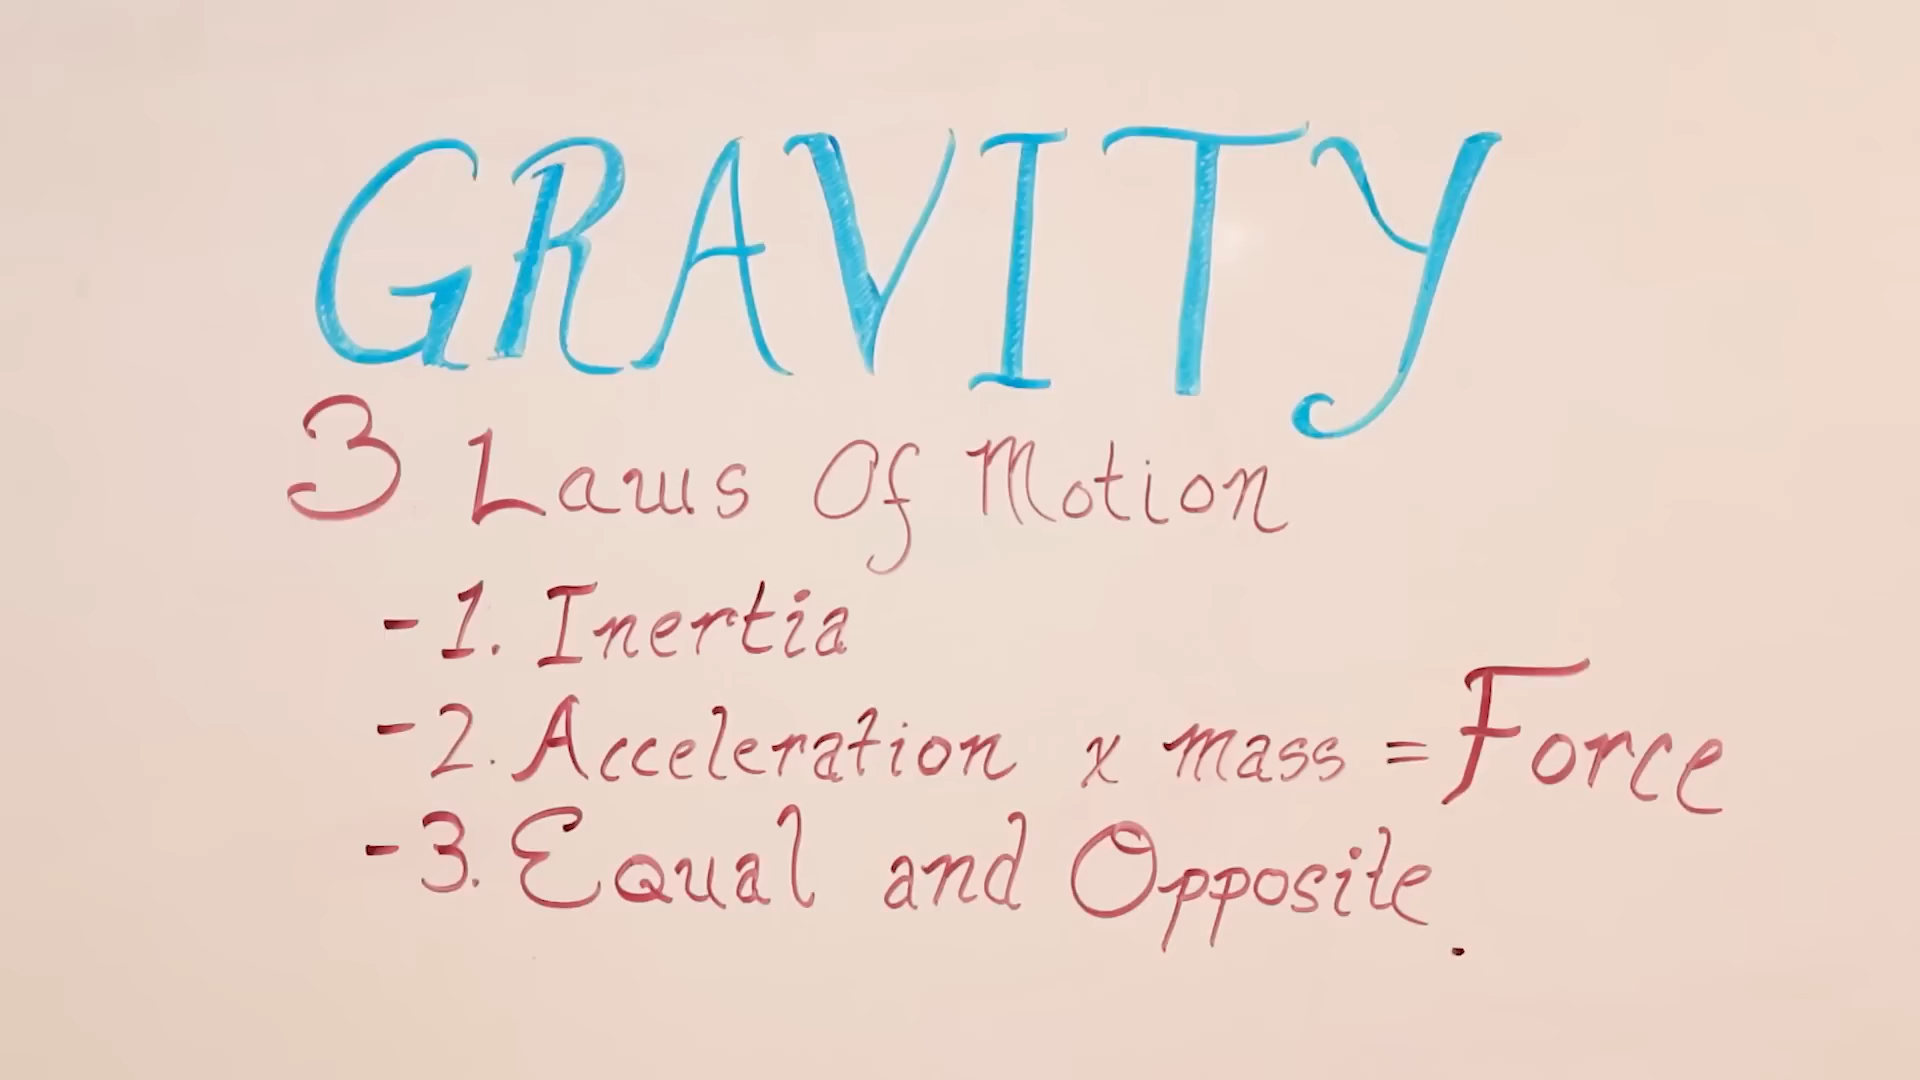 GRAVITY
3 Laws Of Motion
- 1. Inertia
- 2. Acceleration x mass = Force
- 3. Equal and Opposite.